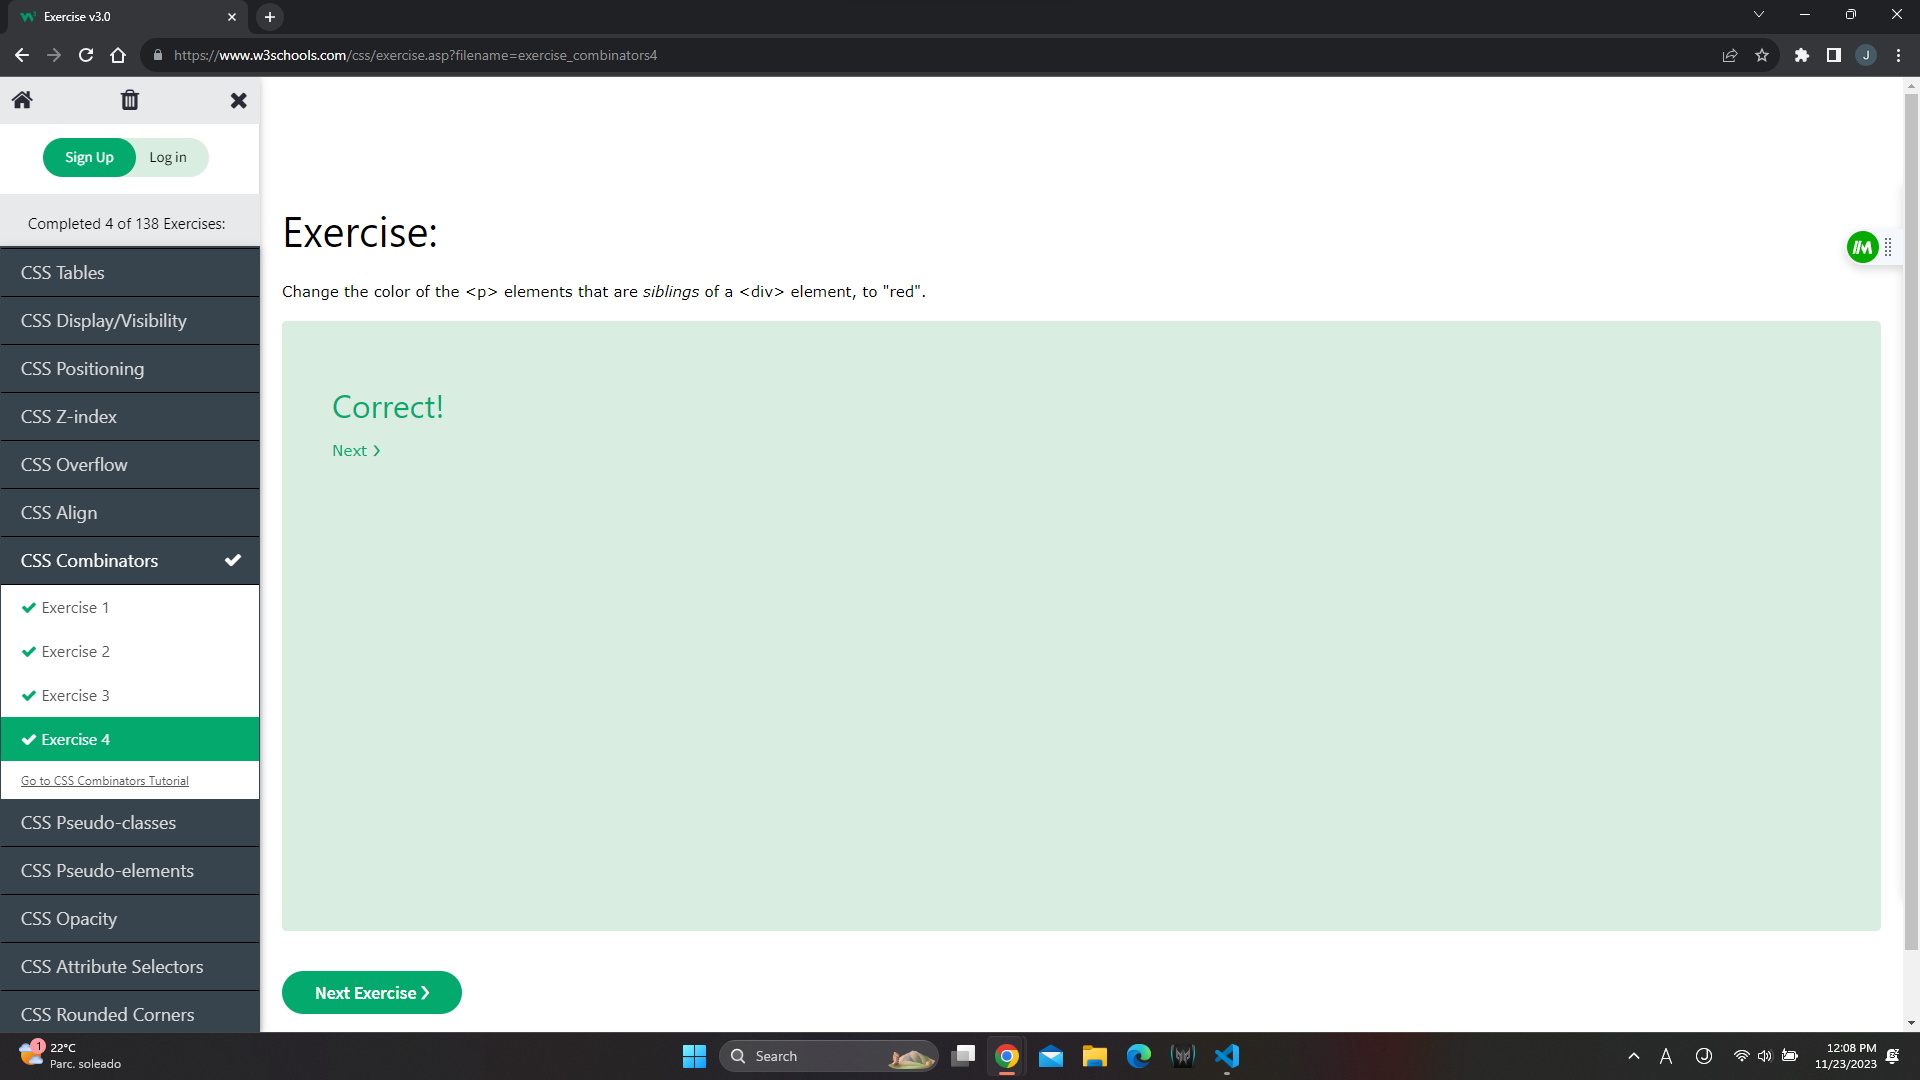 Exercise v3.0
https://www.w3schools.com/css/exercise.asp?filename=exercise_combinators4
J
Sign Up
Log in
Completed 4 of 138 Exercises:
CSS Tables
CSS Display/Visibility
CSS Positioning
CSS Z-index
CSS Overflow
CSS Align
CSS Combinators
Exercise 1
Exercise 2
Exercise 3
Exercise 4
Go to CSS Combinators Tutorial
CSS Pseudo-classes
CSS Pseudo-elements
CSS Opacity
CSS Attribute Selectors
CSS Rounded Corners
Exercise:
Change the color of the <p> elements that are siblings of a <div> element, to "red".
Correct!
Next ❯
Next Exercise ❯
1
22°C
Parc. soleado
Search
A
12:08 PM
11/23/2023